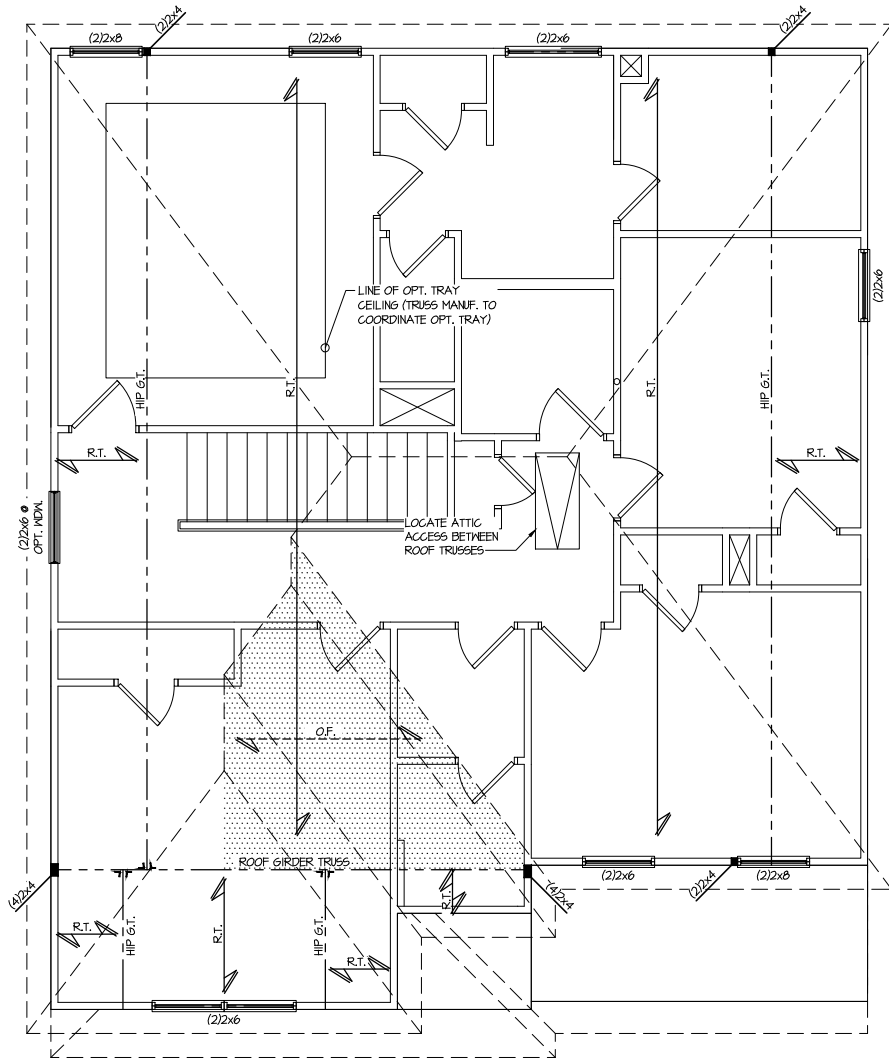 (2)2x4
(2)2x4
(2)2x8
(2)2x6
(2)2x6
(2)2x6
LINE OF OPT. TRAY
CEILING (TRUSS MANUF. TO
COORDINATE OPT. TRAY)
HIP G.T.
R.T.
R.T.
HIP G.T.
R.T.
R.T.
(2)2x6 @
OPT. WDW.
LOCATE ATTIC
ACCESS BETWEEN
ROOF TRUSSES
O.F.
ROOF GIRDER TRUSS
(2)2x6
(2)2x4
(2)2x8
(4)2x4
(4)2x4
R.T.
R.T.
HIP G.T.
R.T.
HIP G.T.
R.T.
(2)2x6